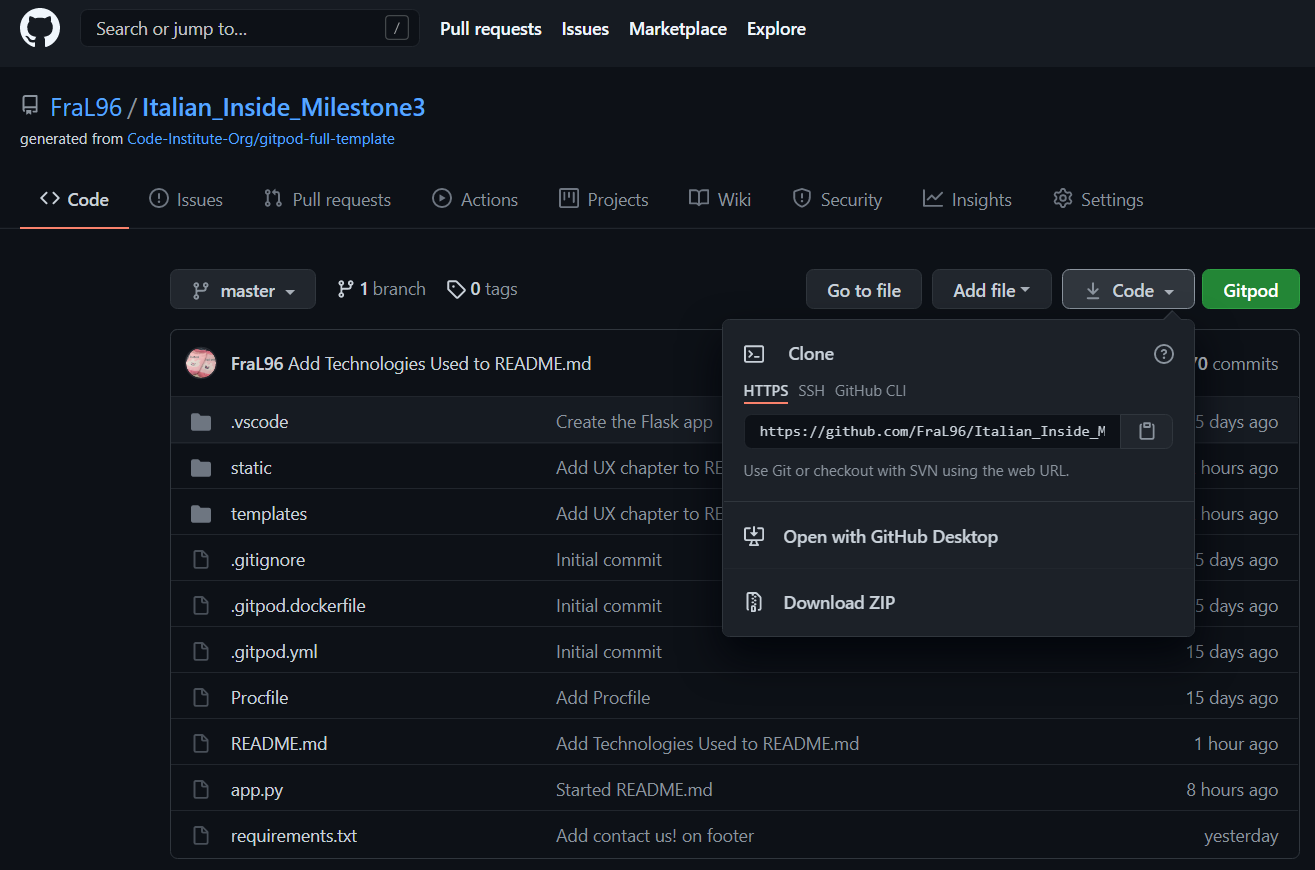 Search or jump to... /
Pull requests Issues Marketplace Explore
FraL96 / Italian_Inside_Milestone3
generated from Code-Institute-Org/gitpod-full-template
Code Issues Pull requests Actions Projects Wiki Security Insights Settings
master 1 branch 0 tags Go to file Add file Code Gitpod
FraL96 Add Technologies Used to README.md 0 commits
Clone
HTTPS SSH GitHub CLI
https://github.com/FraL96/Italian_Inside_M
Use Git or checkout with SVN using the web URL.
Open with GitHub Desktop
Download ZIP
.vscode Create the Flask app 5 days ago
static Add UX chapter to RE hours ago
templates Add UX chapter to RE hours ago
.gitignore Initial commit 5 days ago
.gitpod.dockerfile Initial commit 5 days ago
.gitpod.yml Initial commit 15 days ago
Procfile Add Procfile 15 days ago
README.md Add Technologies Used to README.md 1 hour ago
app.py Started README.md 8 hours ago
requirements.txt Add contact us! on footer yesterday